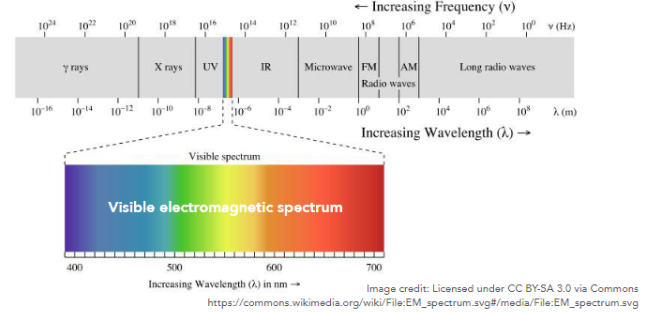 ← Increasing Frequency (ν)
10²⁴ 10²² 10²⁰ 10¹⁸ 10¹⁶ 10¹⁴ 10¹² 10¹⁰ 10⁸ 10⁶ 10⁴ 10² 10⁰ ν (Hz)
γ rays X rays UV IR Microwave FM AM Long radio waves
Radio waves
10⁻¹⁶ 10⁻¹⁴ 10⁻¹² 10⁻¹⁰ 10⁻⁸ 10⁻⁶ 10⁻⁴ 10⁻² 10⁰ 10² 10⁴ 10⁶ 10⁸ λ (m)
Increasing Wavelength (λ) →
Visible spectrum
Visible electromagnetic spectrum
400 500 600 700
Increasing Wavelength (λ) in nm →
Image credit: Licensed under CC BY-SA 3.0 via Commons
https://commons.wikimedia.org/wiki/File:EM_spectrum.svg#/media/File:EM_spectrum.svg